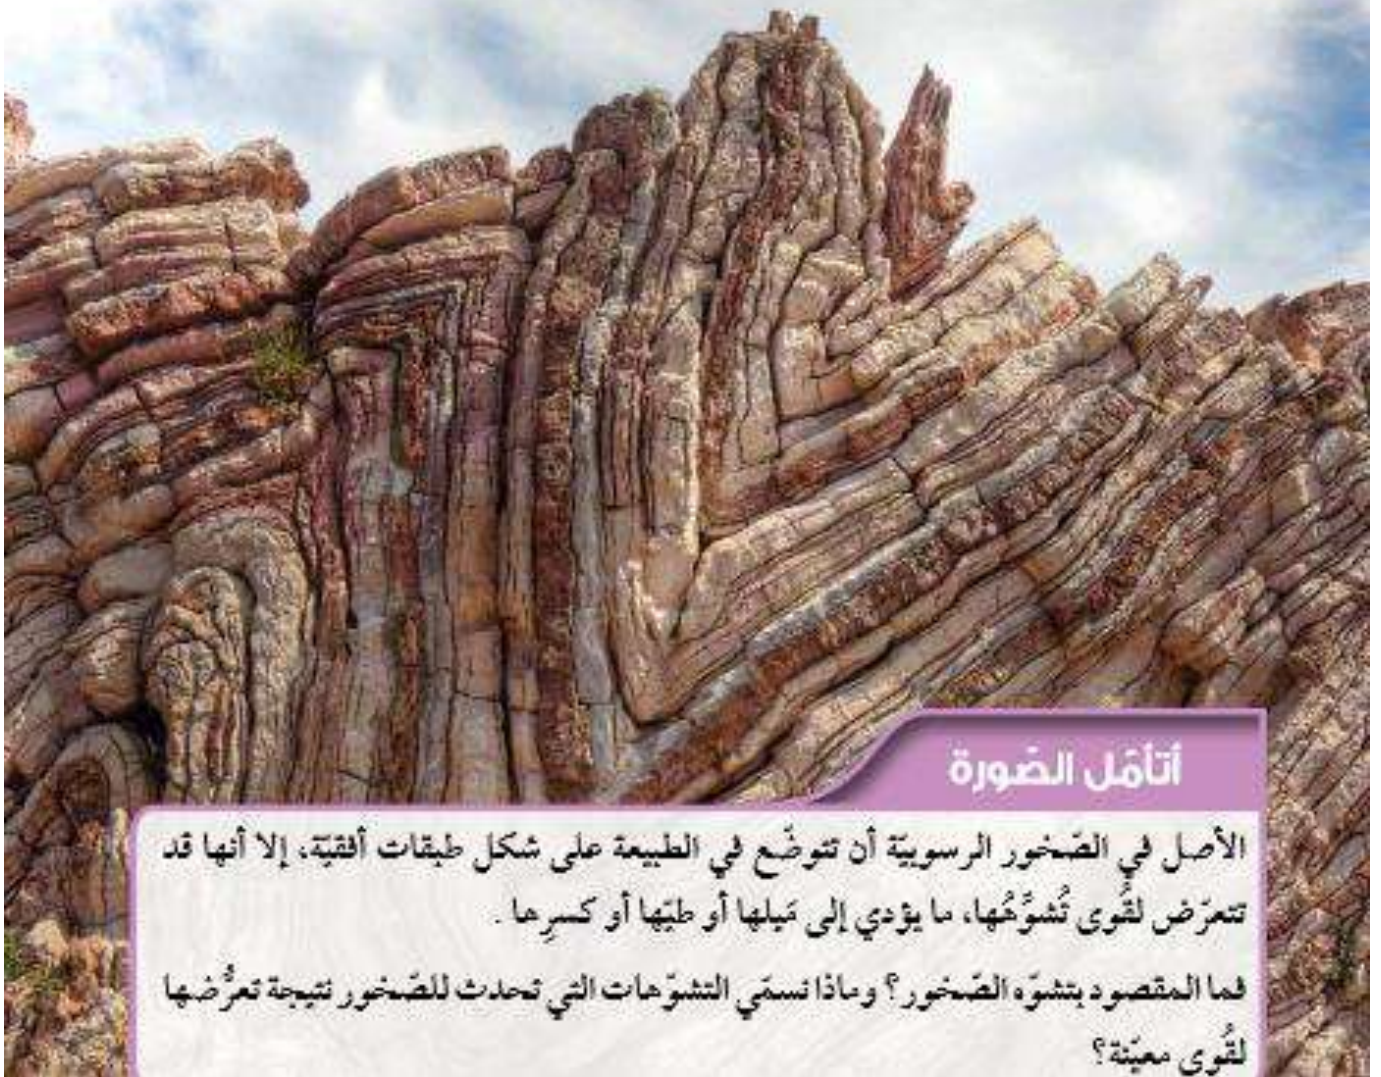 أتأمّل الصّورة
الأصل في الصّخور الرسوبيّة أن تتوضّع في الطبيعة على شكل طبقات أفقيّة، إلا أنها قد
تتعرّض لقُوى تُشوِّهُها، ما يؤدي إلى مَيلها أو طيّها أو كسرِها .
فما المقصود بتشوّه الصّخور؟ وماذا نسمّي التشوّهات التي تحدث للصّخور نتيجة تعرُّضها
لقُوى معيّنة؟